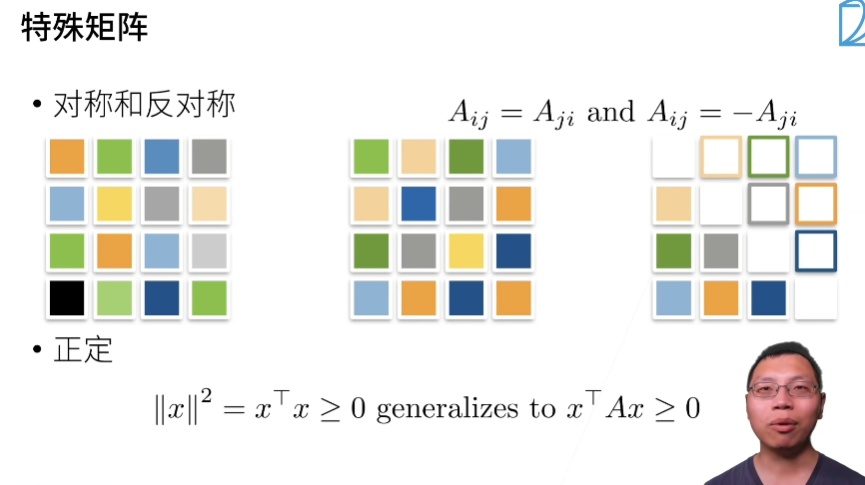 特殊矩阵
• 对称和反对称
$A_{ij} = A_{ji}$ and $A_{ij} = -A_{ji}$
• 正定
$\|x\|^2 = x^\top x \geq 0$ generalizes to $x^\top A x \geq 0$